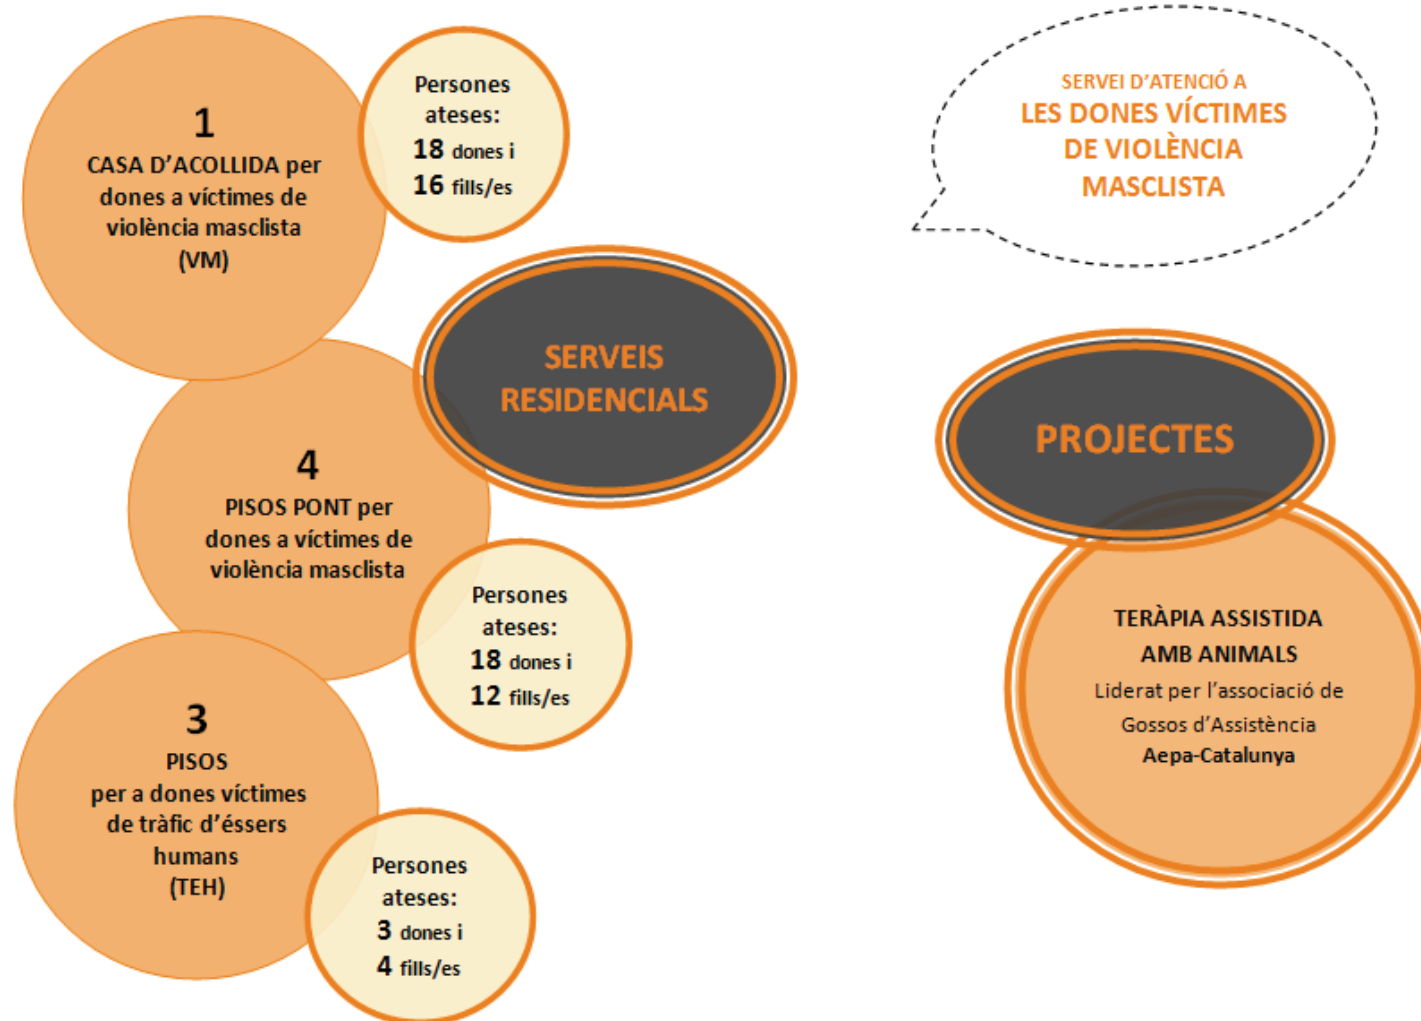 1
CASA D'ACOLLIDA per
dones a víctimes de
violència masclista
(VM)
Persones
ateses:
18 dones i
16 fills/es
SERVEI D'ATENCIÓ A
LES DONES VÍCTIMES
DE VIOLÈNCIA
MASCLISTA
SERVEIS
RESIDENCIALS
4
PISOS PONT per
dones a víctimes de
violència masclista
Persones
ateses:
18 dones i
12 fills/es
3
PISOS
per a dones víctimes
de tràfic d'éssers
humans
(TEH)
Persones
ateses:
3 dones i
4 fills/es
PROJECTES
TERÀPIA ASSISTIDA
AMB ANIMALS
Liderat per l'associació de
Gossos d'Assistència
Aepa-Catalunya